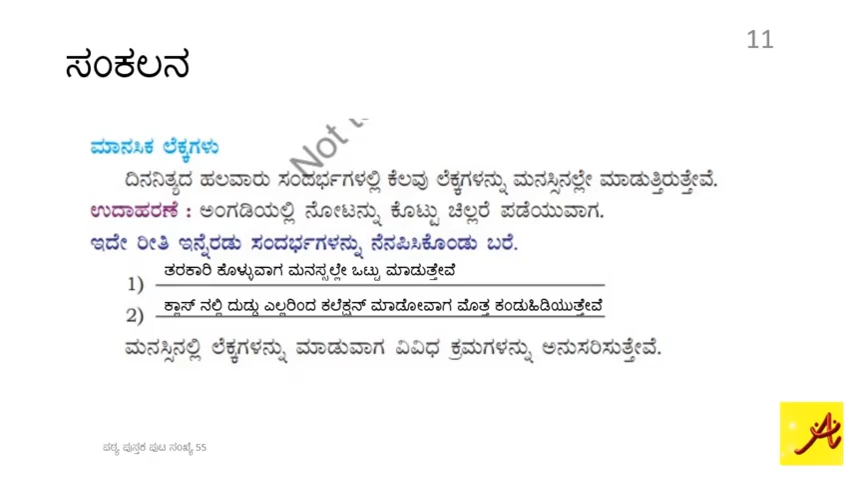 11
ಸಂಕಲನ
Not t
ಮಾನಸಿಕ ಲೆಕ್ಕಗಳು
ದಿನನಿತ್ಯದ ಹಲವಾರು ಸಂದರ್ಭಗಳಲ್ಲಿ ಕೆಲವು ಲೆಕ್ಕಗಳನ್ನು ಮನಸ್ಸಿನಲ್ಲೇ ಮಾಡುತ್ತಿರುತ್ತೇವೆ.
ಉದಾಹರಣೆ : ಅಂಗಡಿಯಲ್ಲಿ ನೋಟನ್ನು ಕೊಟ್ಟು ಚಿಲ್ಲರೆ ಪಡೆಯುವಾಗ.
ಇದೇ ರೀತಿ ಇನ್ನೆರಡು ಸಂದರ್ಭಗಳನ್ನು ನೆನಪಿಸಿಕೊಂಡು ಬರೆ.
1) ತರಕಾರಿ ಕೊಳ್ಳುವಾಗ ಮನಸ್ಸಲ್ಲೇ ಒಟ್ಟು ಮಾಡುತ್ತೇವೆ
2) ಕ್ಲಾಸ್ ನಲ್ಲಿ ದುಡ್ಡು ಎಲ್ಲರಿಂದ ಕಲೆಕ್ಷನ್ ಮಾಡೋವಾಗ ಮೊತ್ತ ಕಂಡುಹಿಡಿಯುತ್ತೇವೆ
ಮನಸ್ಸಿನಲ್ಲಿ ಲೆಕ್ಕಗಳನ್ನು ಮಾಡುವಾಗ ವಿವಿಧ ಕ್ರಮಗಳನ್ನು ಅನುಸರಿಸುತ್ತೇವೆ.
ಪಠ್ಯ ಪುಸ್ತಕ ಪುಟ ಸಂಖ್ಯೆ 55